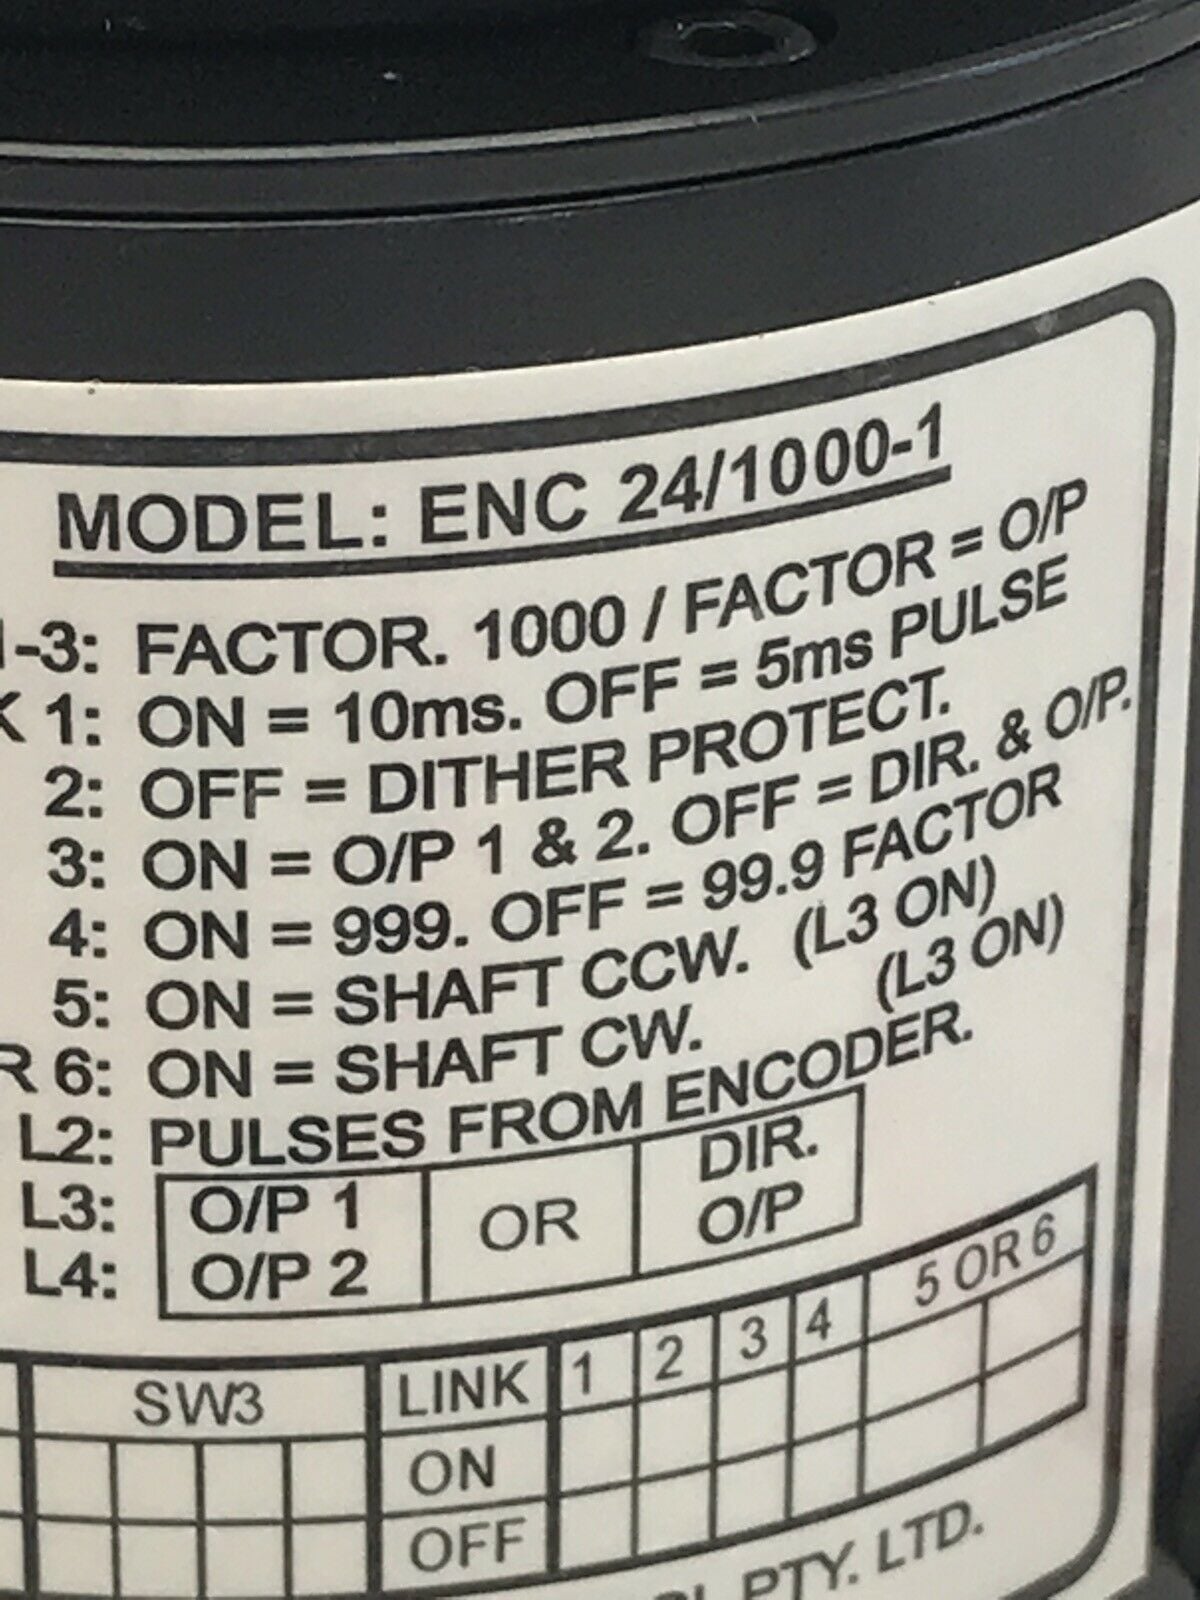 MODEL: ENC 24/1000-1
1-3: FACTOR. 1000 / FACTOR = O/P
K 1: ON = 10ms. OFF = 5ms PULSE
2: OFF = DITHER PROTECT.
3: ON = O/P 1 & 2. OFF = DIR. & O/P.
4: ON = 999. OFF = 99.9 FACTOR
5: ON = SHAFT CCW. (L3 ON)
R 6: ON = SHAFT CW. (L3 ON)
L2: PULSES FROM ENCODER.
L3: O/P 1 OR DIR.
L4: O/P 2 O/P
SW3 LINK 1 2 3 4 5 OR 6
ON
OFF
PTY. LTD.